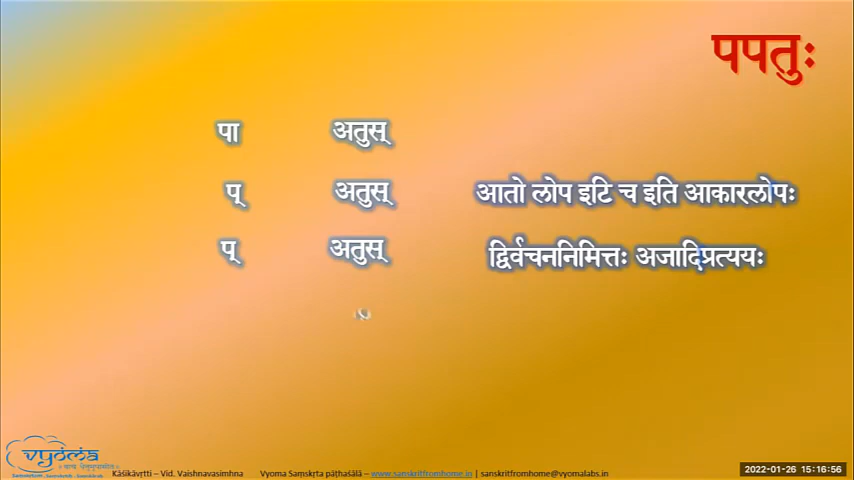 पपतुः
पा अतुस्
प् अतुस् आतो लोप इटि च इति आकारलोपः
प् अतुस् द्विर्वचननिमित्तः अजादिप्रत्ययः
vyoma
Kāśikāvṛtti – Vid. Vaishnavasimhna Vyoma Saṃskṛta pāṭhaśālā – www.sanskritfromhome.in | sanskritfromhome@vyomalabs.in
2022-01-26 15:16:56